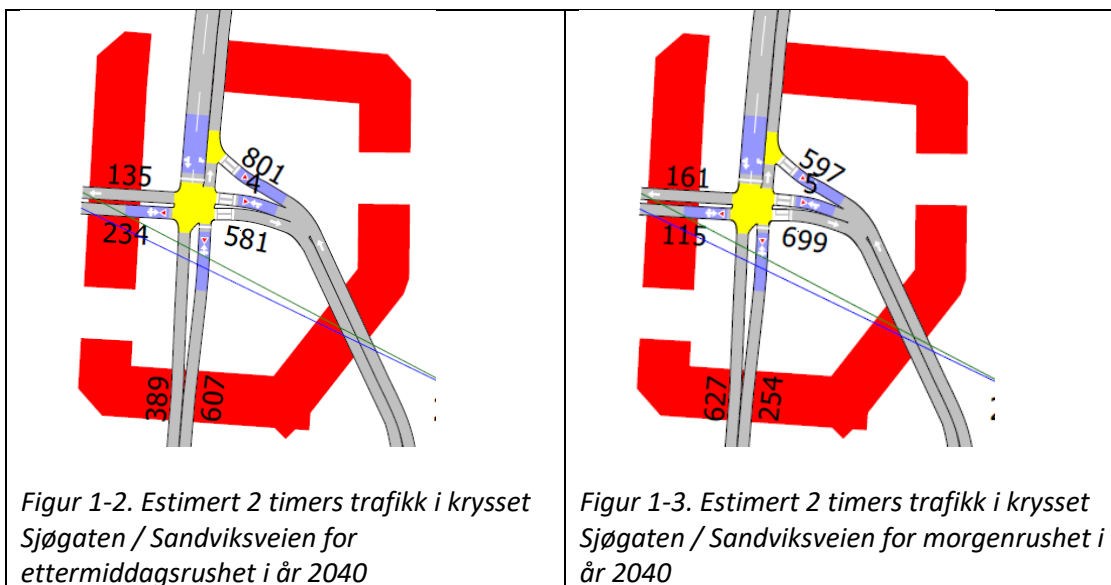 801
4
135
234
581
389
607
Figur 1-2. Estimert 2 timers trafikk i krysset
Sjøgaten / Sandviksveien for
ettermiddagsrushet i år 2040
597
5
161
115
699
627
254
Figur 1-3. Estimert 2 timers trafikk i krysset
Sjøgaten / Sandviksveien for morgenrushet i
år 2040